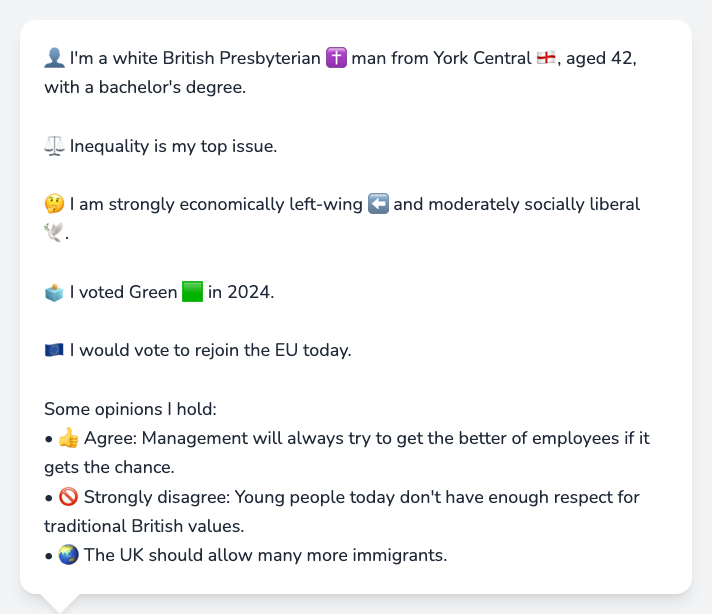 👤 I'm a white British Presbyterian ✝️ man from York Central 🏴󠁧󠁢󠁥󠁮󠁧󠁿, aged 42,
with a bachelor's degree.
⚖️ Inequality is my top issue.
🤔 I am strongly economically left-wing ⬅️ and moderately socially liberal
🕊️.
🗳️ I voted Green 🟩 in 2024.
🇪🇺 I would vote to rejoin the EU today.
Some opinions I hold:
• 👍 Agree: Management will always try to get the better of employees if it
gets the chance.
• 🚫 Strongly disagree: Young people today don't have enough respect for
traditional British values.
• 🌏 The UK should allow many more immigrants.